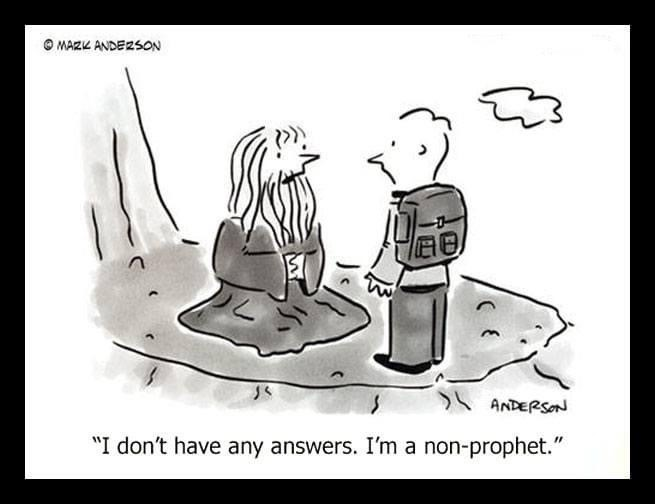 © MARK ANDERSON
ANDERSON
“I don’t have any answers. I’m a non-prophet.”